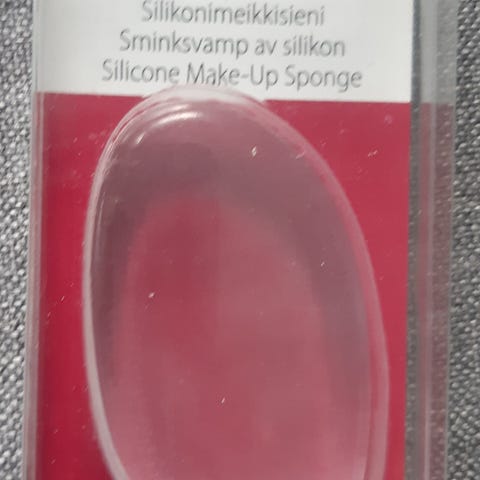 Silikonimeikkisieni
Sminksvamp av silikon
Silicone Make-Up Sponge